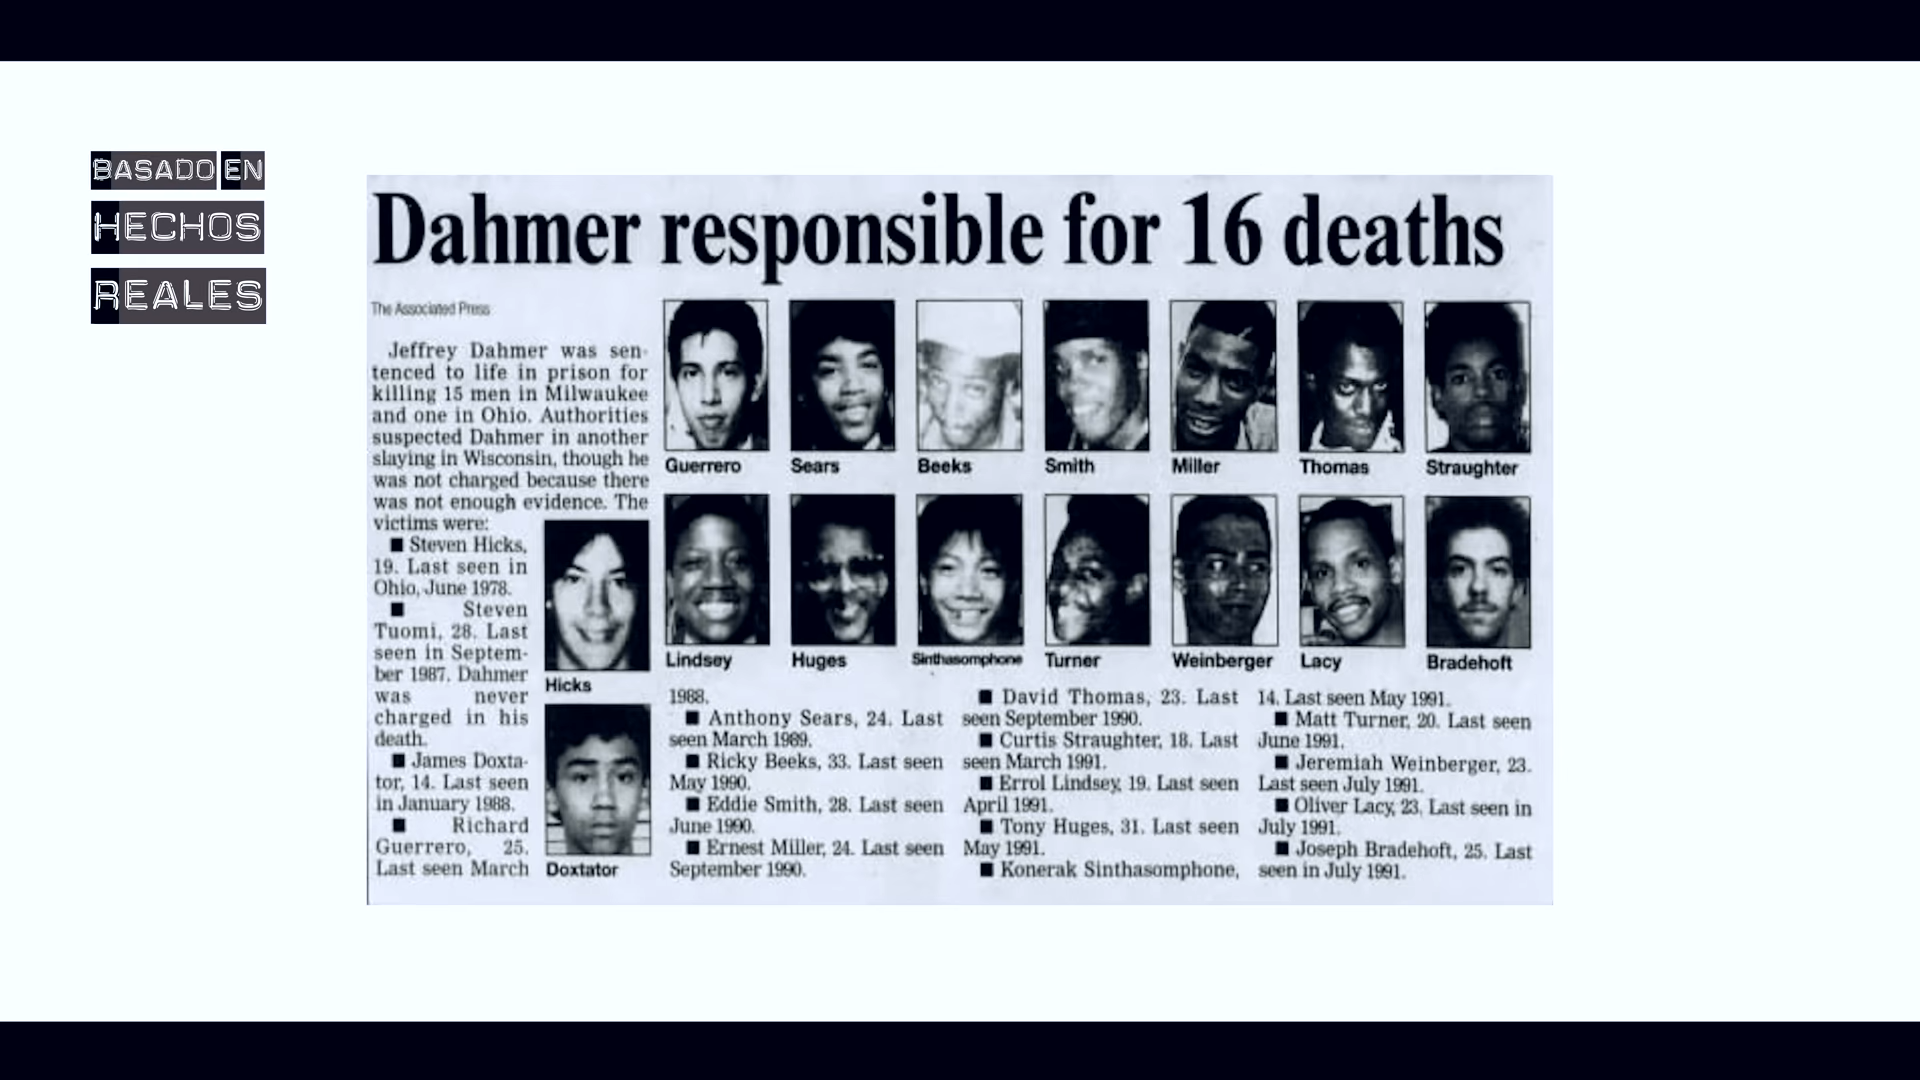 BASADO EN
HECHOS
REALES
Dahmer responsible for 16 deaths
The Associated Press
Jeffrey Dahmer was sen-
tenced to life in prison for
killing 15 men in Milwaukee
and one in Ohio. Authorities
suspected Dahmer in another
slaying in Wisconsin, though he
was not charged because there
was not enough evidence. The
victims were:
■ Steven Hicks,
19. Last seen in
Ohio, June 1978.
■ Steven
Tuomi, 28. Last
seen in Septem-
ber 1987. Dahmer
was never
charged in his
death.
■ James Doxta-
tor, 14. Last seen
in January 1988.
■ Richard
Guerrero, 25.
Last seen March
Hicks
Doxtator
Guerrero
Sears
Beeks
Smith
Miller
Thomas
Straughter
Lindsey
Huges
Sinthasomphone
Turner
Weinberger
Lacy
Bradehoft
1988.
■ Anthony Sears, 24. Last
seen March 1989.
■ Ricky Beeks, 33. Last seen
May 1990.
■ Eddie Smith, 28. Last seen
June 1990.
■ Ernest Miller, 24. Last seen
September 1990.
■ David Thomas, 23. Last
seen September 1990.
■ Curtis Straughter, 18. Last
seen March 1991.
■ Errol Lindsey, 19. Last seen
April 1991.
■ Tony Huges, 31. Last seen
May 1991.
■ Konerak Sinthasomphone,
14. Last seen May 1991.
■ Matt Turner, 20. Last seen
June 1991.
■ Jeremiah Weinberger, 23.
Last seen July 1991.
■ Oliver Lacy, 23. Last seen in
July 1991.
■ Joseph Bradehoft, 25. Last
seen in July 1991.